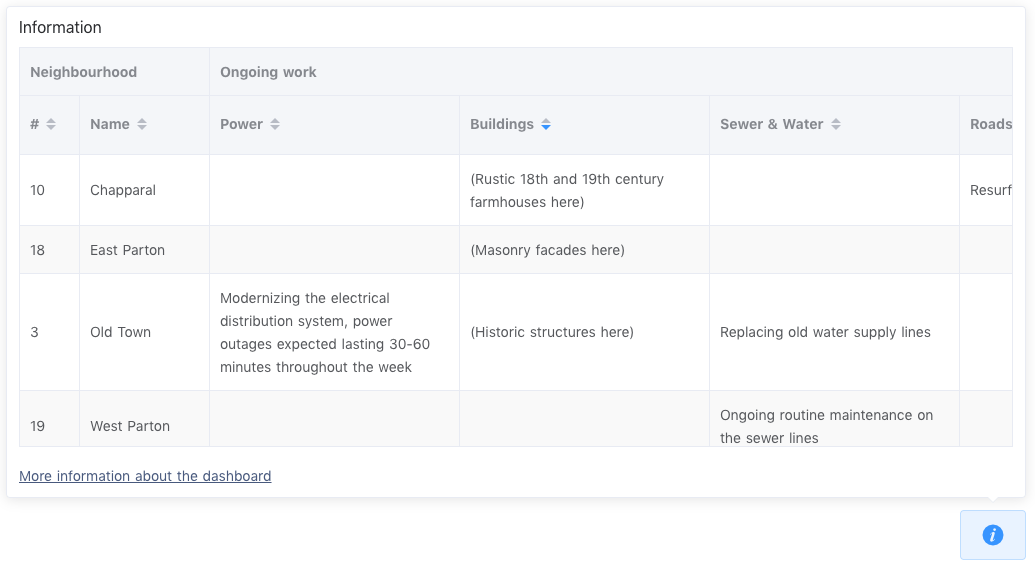 Information
Neighbourhood Ongoing work
# Name Power Buildings Sewer & Water Roads
10 Chapparal (Rustic 18th and 19th century farmhouses here) Resurf
18 East Parton (Masonry facades here)
3 Old Town Modernizing the electrical distribution system, power outages expected lasting 30-60 minutes throughout the week (Historic structures here) Replacing old water supply lines
19 West Parton Ongoing routine maintenance on the sewer lines
More information about the dashboard
i